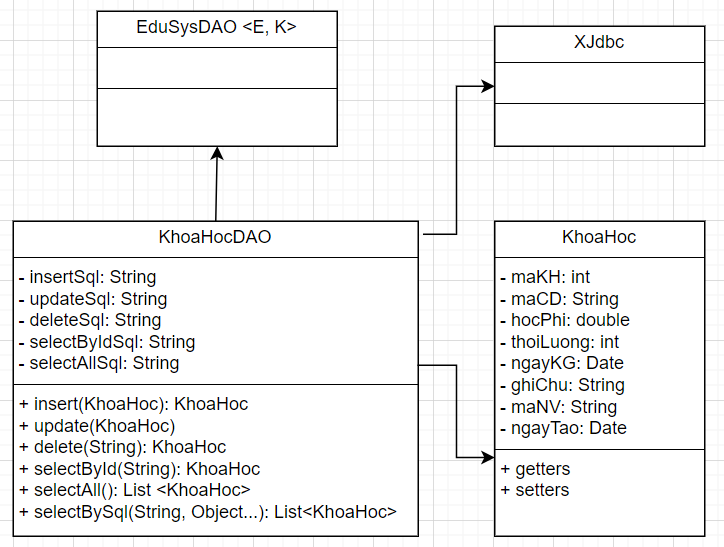 EduSysDAO <E, K>
XJdbc
KhoaHocDAO
- insertSql: String
- updateSql: String
- deleteSql: String
- selectByIdSql: String
- selectAllSql: String
+ insert(KhoaHoc): KhoaHoc
+ update(KhoaHoc)
+ delete(String): KhoaHoc
+ selectById(String): KhoaHoc
+ selectAll(): List <KhoaHoc>
+ selectBySql(String, Object...): List<KhoaHoc>
KhoaHoc
- maKH: int
- maCD: String
- hocPhi: double
- thoiLuong: int
- ngayKG: Date
- ghiChu: String
- maNV: String
- ngayTao: Date
+ getters
+ setters